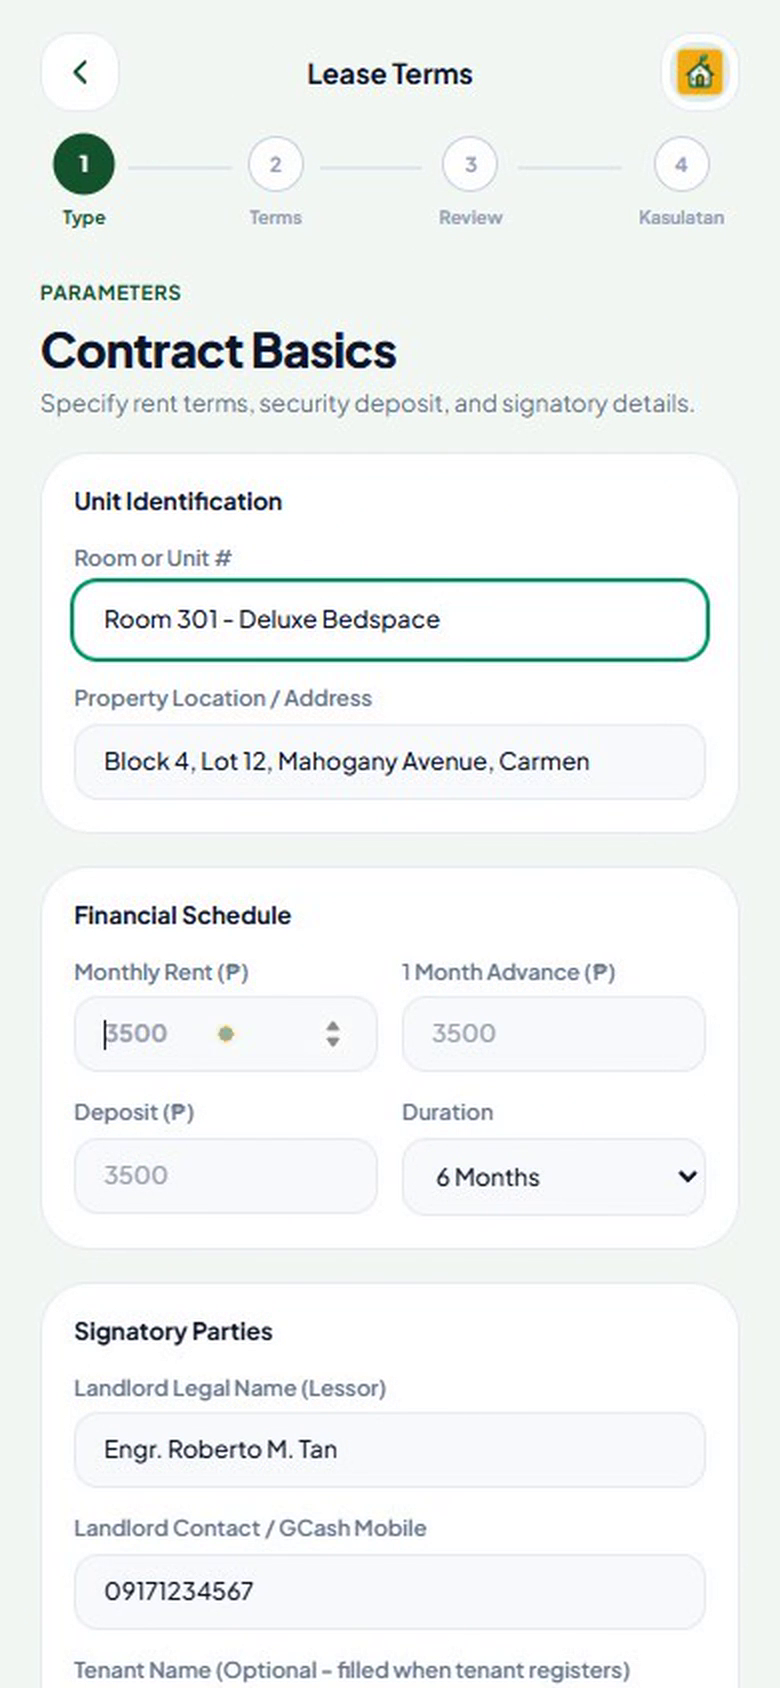 Lease Terms
1
2
3
4
Type
Terms
Review
Kasulatan
PARAMETERS
Contract Basics
Specify rent terms, security deposit, and signatory details.
Unit Identification
Room or Unit #
Room 301 - Deluxe Bedspace
Property Location / Address
Block 4, Lot 12, Mahogany Avenue, Carmen
Financial Schedule
Monthly Rent (₱)
1 Month Advance (₱)
3500
3500
Deposit (₱)
Duration
3500
6 Months
Signatory Parties
Landlord Legal Name (Lessor)
Engr. Roberto M. Tan
Landlord Contact / GCash Mobile
09171234567
Tenant Name (Optional - filled when tenant registers)